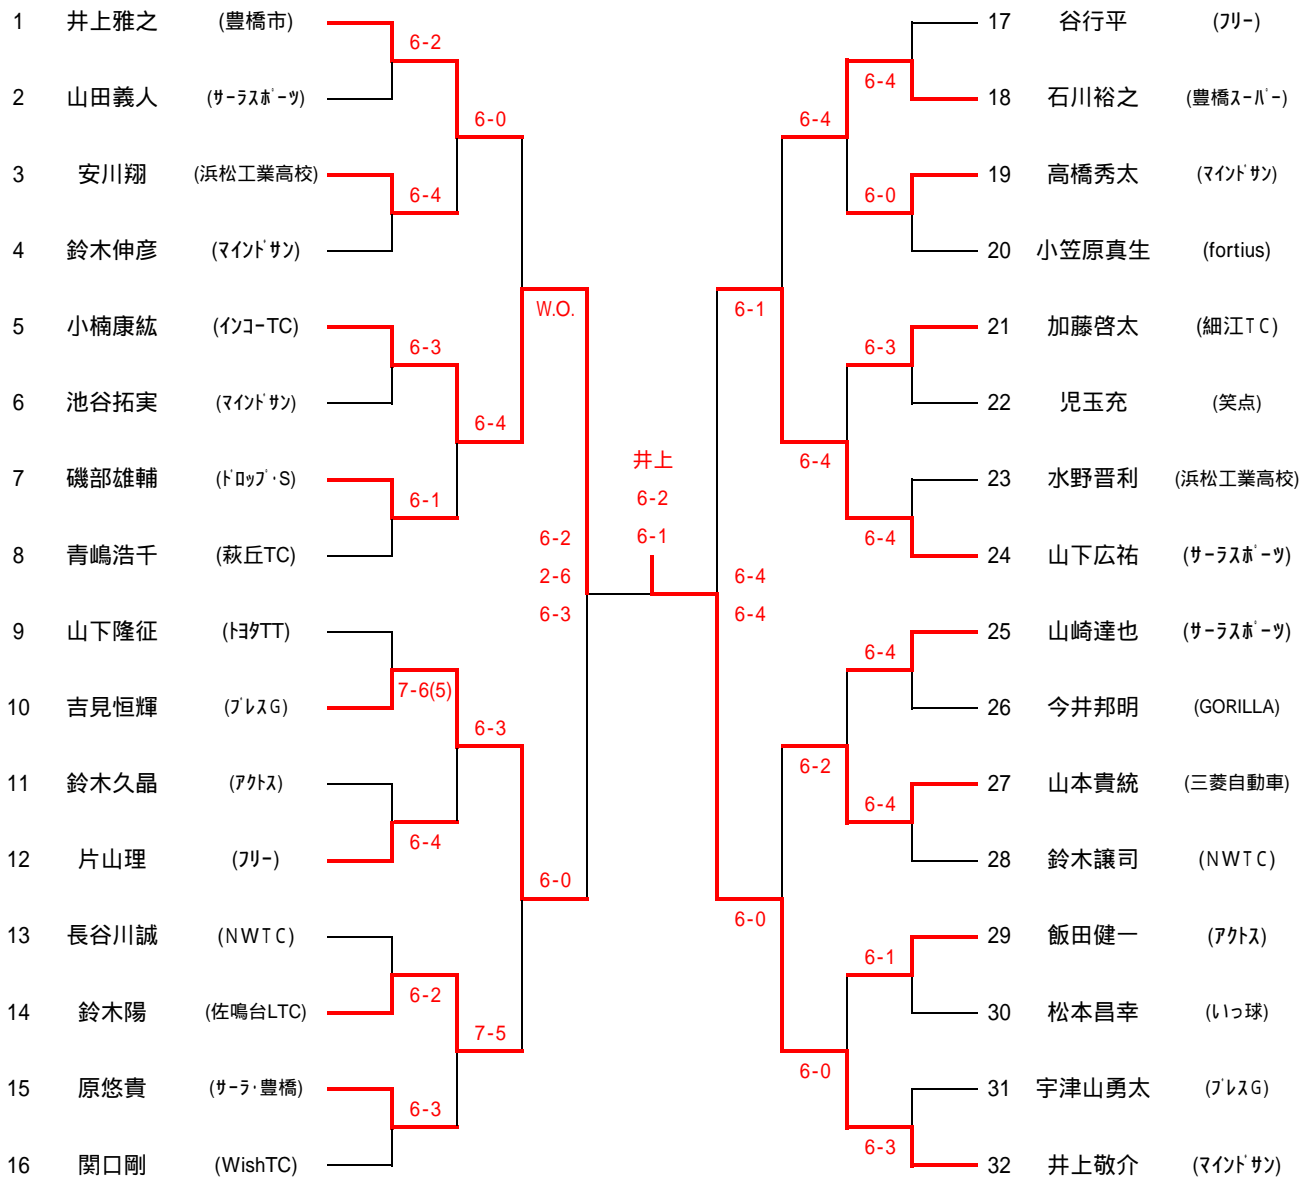 1 井上雅之 (豊橋市)
6-2
2 山田義人 (サーラスポーツ)
6-0
3 安川翔 (浜松工業高校)
6-4
4 鈴木伸彦 (マインドサン)
W.O.
5 小楠康紘 (インコーTC)
6-3
6 池谷拓実 (マインドサン)
6-4
7 磯部雄輔 (ドロップ・S)
6-1
8 青嶋浩千 (萩丘TC)
6-2
2-6
6-3
9 山下隆征 (トヨタTT)
7-6(5)
10 吉見恒輝 (ブレスG)
6-3
11 鈴木久晶 (アクトス)
6-4
12 片山理 (フリー)
6-0
13 長谷川誠 (NWTC)
6-2
14 鈴木陽 (佐鳴台LTC)
7-5
15 原悠貴 (サーラ・豊橋)
6-3
16 関口剛 (WishTC)
井上
6-2
6-1
17 谷行平 (フリー)
6-4
18 石川裕之 (豊橋スーパー)
6-4
19 高橋秀太 (マインドサン)
6-0
20 小笠原真生 (fortius)
6-1
21 加藤啓太 (細江TC)
6-3
22 児玉充 (笑点)
6-4
23 水野晋利 (浜松工業高校)
6-4
24 山下広祐 (サーラスポーツ)
6-4
6-4
25 山崎達也 (サーラスポーツ)
6-4
26 今井邦明 (GORILLA)
6-2
27 山本貴統 (三菱自動車)
6-4
28 鈴木譲司 (NWTC)
6-0
29 飯田健一 (アクトス)
6-1
30 松本昌幸 (いっ球)
6-0
31 宇津山勇太 (ブレスG)
6-3
32 井上敬介 (マインドサン)